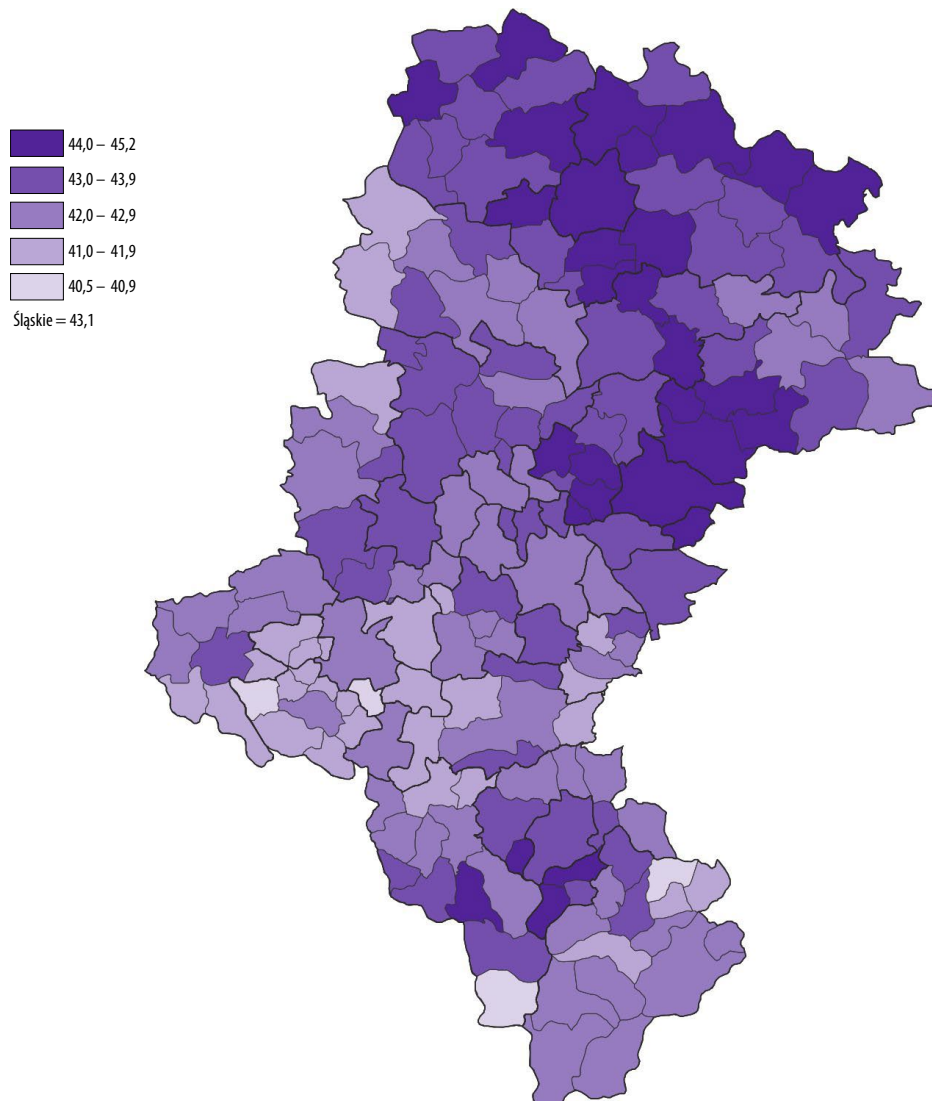 44,0 – 45,2
43,0 – 43,9
42,0 – 42,9
41,0 – 41,9
40,5 – 40,9
Śląskie = 43,1